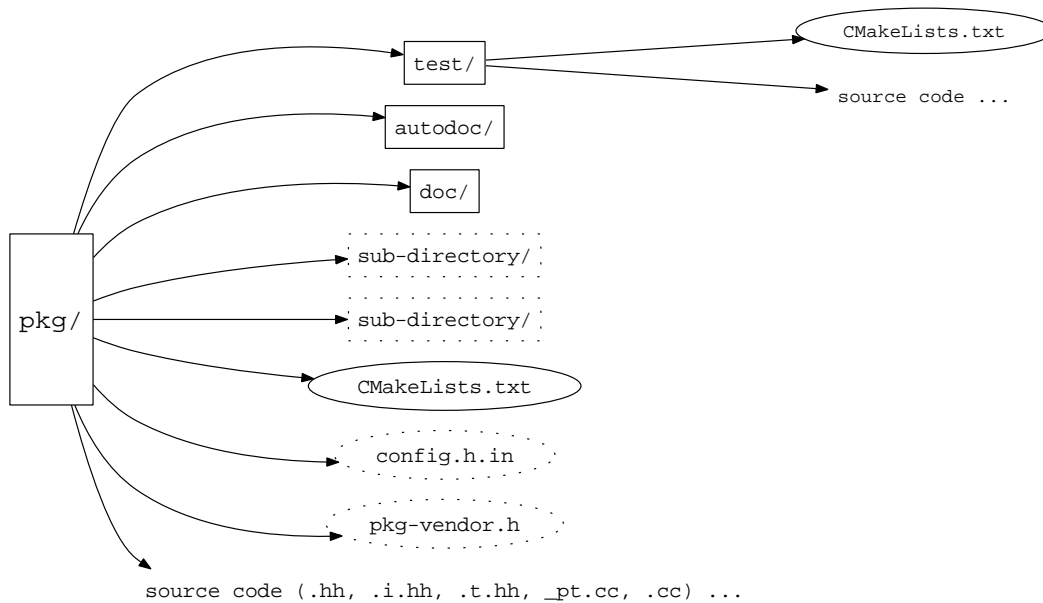 CMakeLists.txt
test/
source code ...
autodoc/
doc/
sub-directory/
pkg/
sub-directory/
CMakeLists.txt
config.h.in
pkg-vendor.h
source code (.hh, .i.hh, .t.hh, _pt.cc, .cc) ...